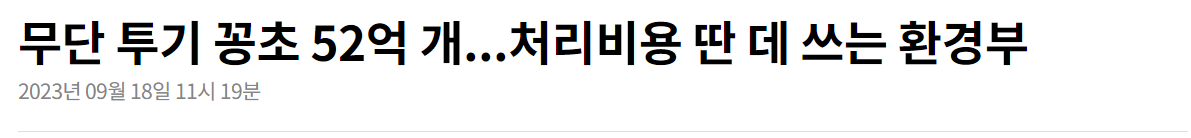 무단 투기 꽁초 52억 개...처리비용 딴 데 쓰는 환경부
2023년 09월 18일 11시 19분